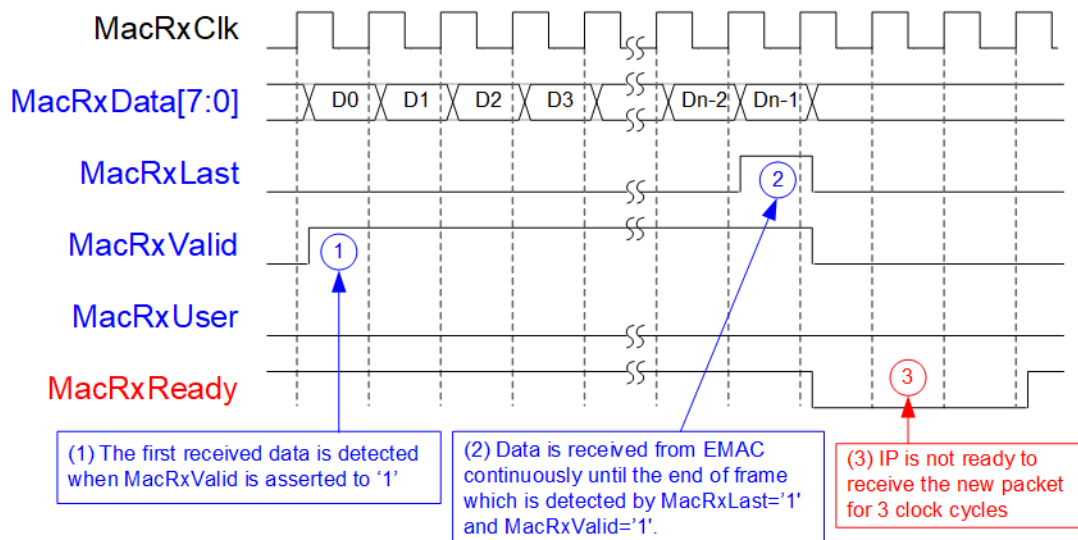 MacRxClk
MacRxData[7:0]
D0 D1 D2 D3 Dn-2 Dn-1
MacRxLast
2
MacRxValid
1
MacRxUser
MacRxReady
3
(1) The first received data is detected
when MacRxValid is asserted to ‘1’
(2) Data is received from EMAC
continuously until the end of frame
which is detected by MacRxLast=’1'
and MacRxValid=’1'.
(3) IP is not ready to
receive the new packet
for 3 clock cycles